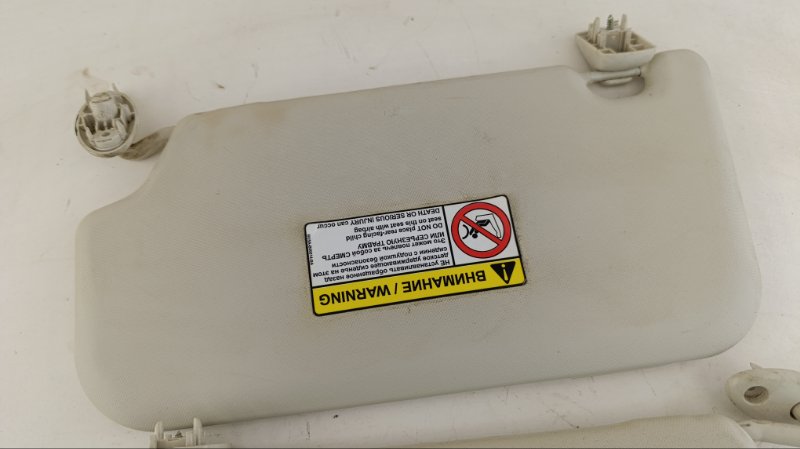 ВНИМАНИЕ / WARNING
НЕ устанавливать обращенное назад
детское удерживающее сиденье на этом
сидении с подушкой безопасности
Это может повлечь за собой СМЕРТЬ
ИЛИ СЕРЬЕЗНУЮ ТРАВМУ
DO NOT place rear-facing child
seat on this seat with airbag
DEATH OR SERIOUS INJURY can occur